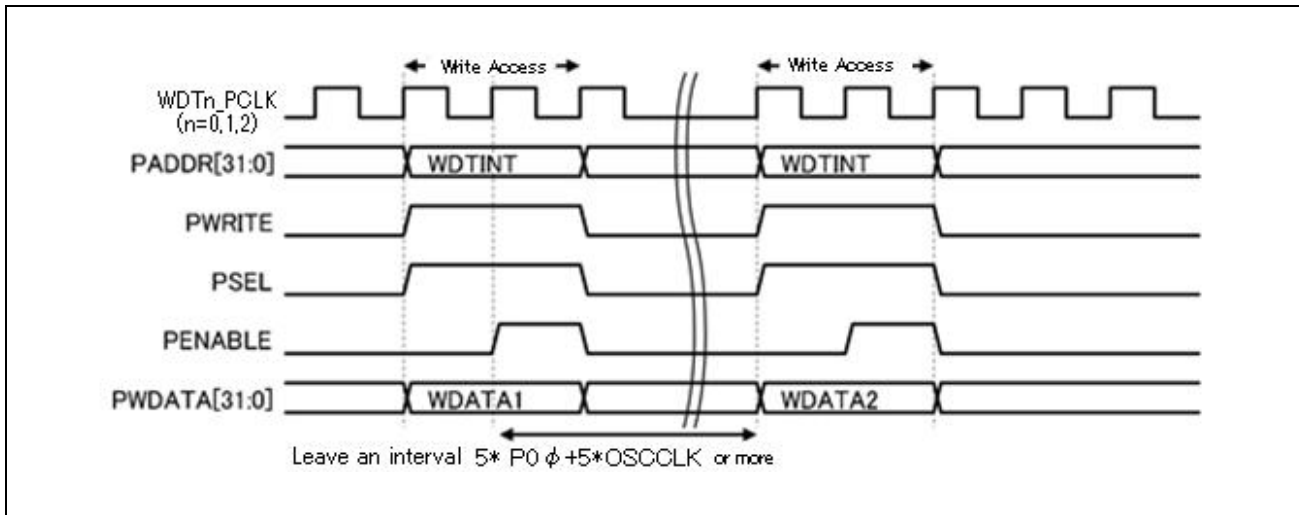 Write Access Write Access
WDTn_PCLK
(n=0,1,2)
PADDR[31:0] WDTINT WDTINT
PWRITE
PSEL
PENABLE
PWDATA[31:0] WDATA1 WDATA2
Leave an interval 5* P0 ϕ +5*OSCCLK or more